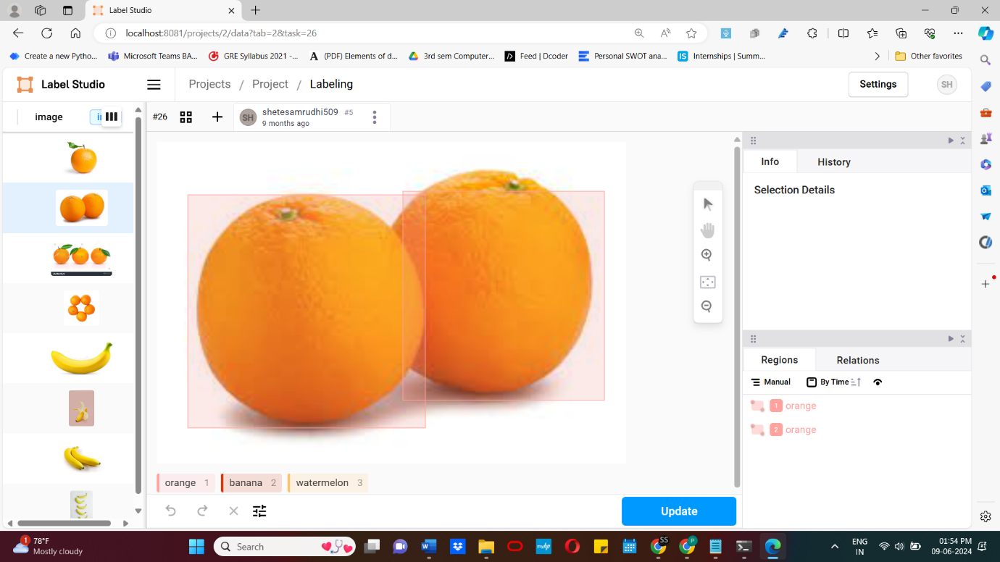 Label Studio
localhost:8081/projects/2/data?tab=2&task=26
Create a new Pytho... Microsoft Teams BA... GRE Syllabus 2021 -... (PDF) Elements of d... 3rd sem Computer... Feed | Dcoder Personal SWOT ana... IS Internships | Summ... Other favorites
Label Studio Projects / Project / Labeling Settings SH
image #26 SH shetesamrudhi509 #5
9 months ago
Info History
Selection Details
Regions Relations
Manual By Time
1 orange
2 orange
orange 1 banana 2 watermelon 3
Update
1 78°F
Mostly cloudy
Search
myhp
SS
P
ENG
IN
01:54 PM
09-06-2024